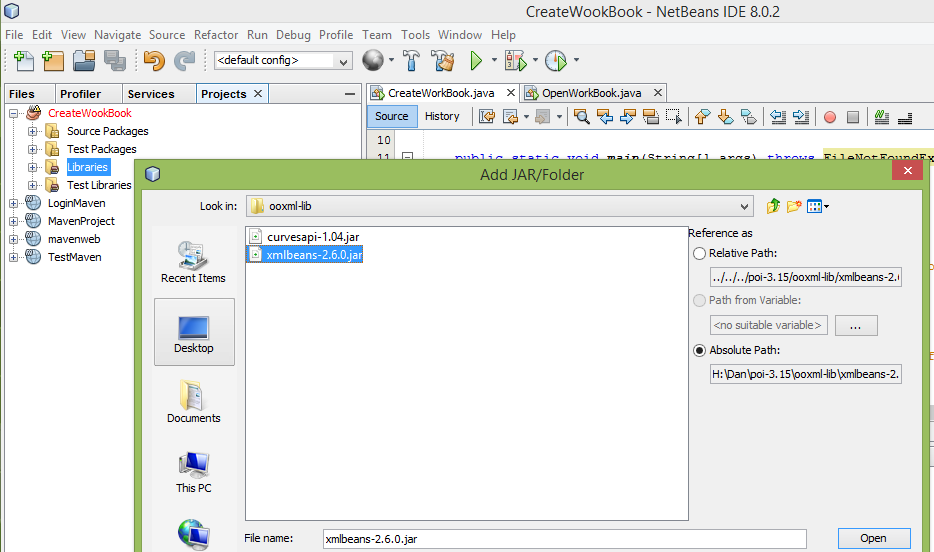 CreateWookBook - NetBeans IDE 8.0.2
File Edit View Navigate Source Refactor Run Debug Profile Team Tools Window Help
<default config>
Files Profiler Services Projects
CreateWorkBook.java OpenWorkBook.java
Source History
CreateWookBook
Source Packages
Test Packages
Libraries
Test Libraries
LoginMaven
MavenProject
mavenweb
TestMaven
10
11 public static void main(String[] args) throws FileNotFoundEx
Add JAR/Folder
Look in: ooxml-lib
curvesapi-1.04.jar
xmlbeans-2.6.0.jar
Recent Items
Desktop
Documents
This PC
Reference as
Relative Path:
../../../poi-3.15/ooxml-lib/xmlbeans-2.6
Path from Variable:
<no suitable variable> ...
Absolute Path:
H:\Dan\poi-3.15\ooxml-lib\xmlbeans-2.
File name: xmlbeans-2.6.0.jar Open